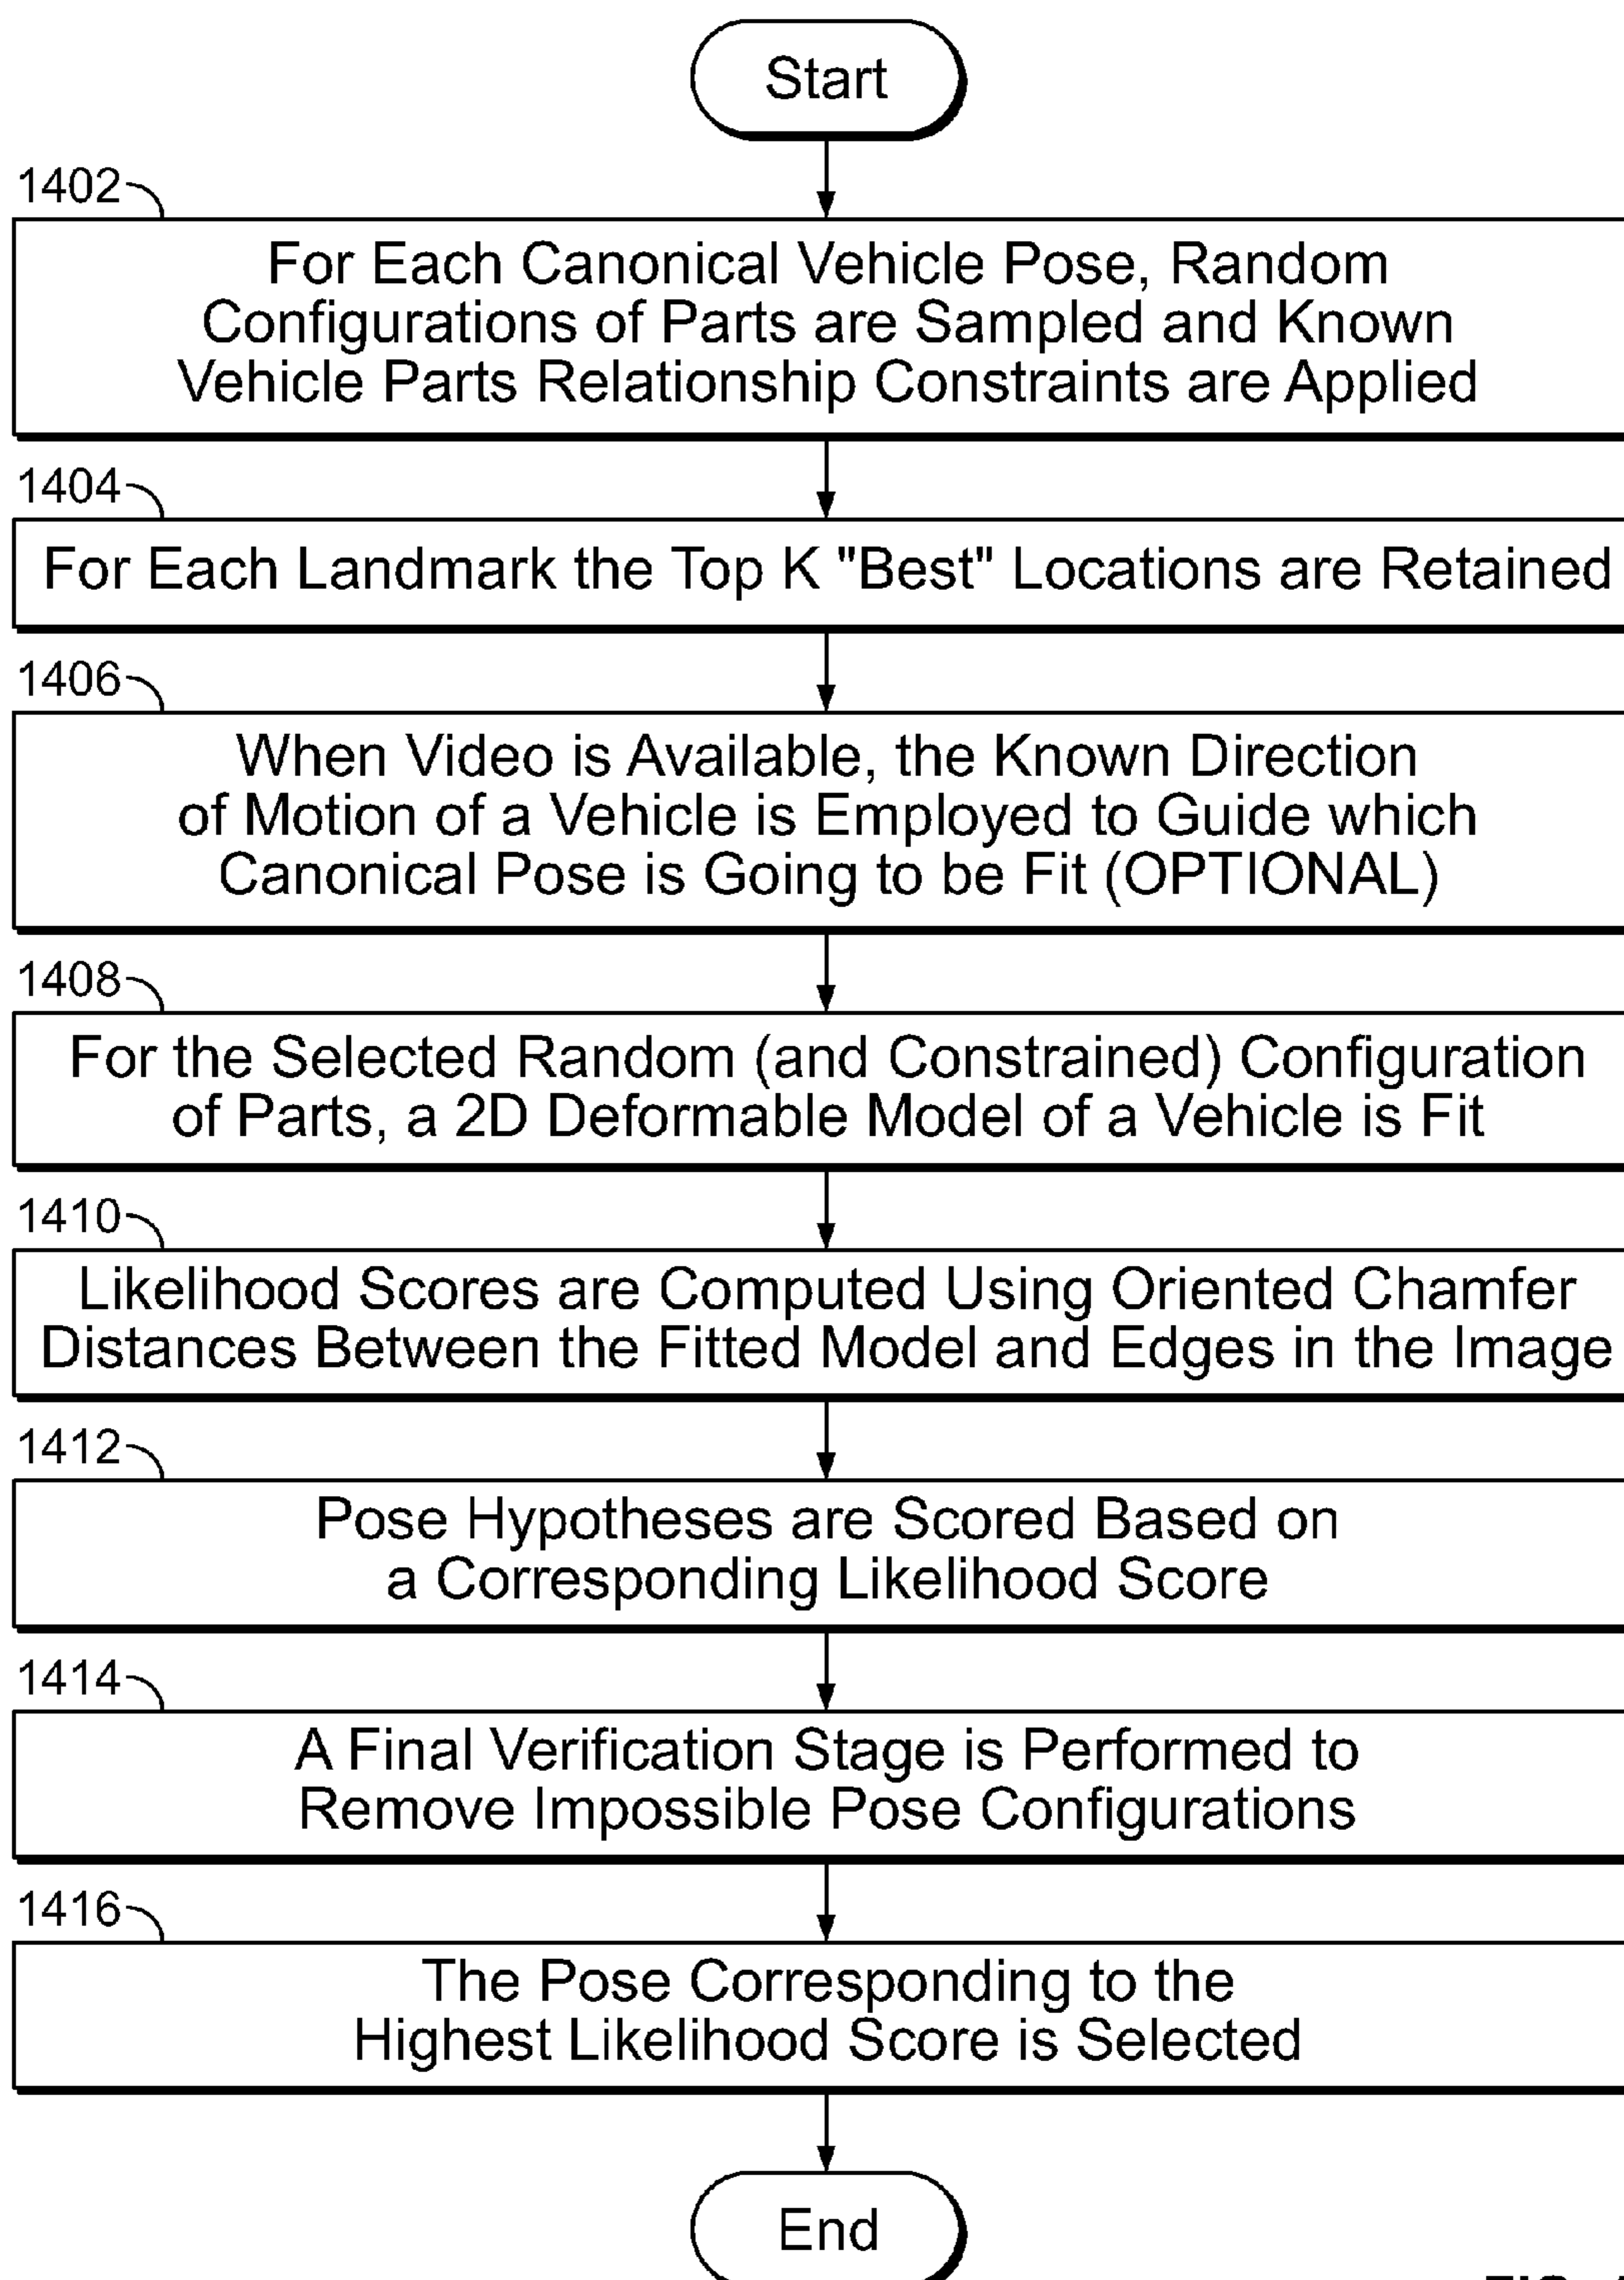 Start
1402
For Each Canonical Vehicle Pose, Random
Configurations of Parts are Sampled and Known
Vehicle Parts Relationship Constraints are Applied
1404
For Each Landmark the Top K "Best" Locations are Retained
1406
When Video is Available, the Known Direction
of Motion of a Vehicle is Employed to Guide which
Canonical Pose is Going to be Fit (OPTIONAL)
1408
For the Selected Random (and Constrained) Configuration
of Parts, a 2D Deformable Model of a Vehicle is Fit
1410
Likelihood Scores are Computed Using Oriented Chamfer
Distances Between the Fitted Model and Edges in the Image
1412
Pose Hypotheses are Scored Based on
a Corresponding Likelihood Score
1414
A Final Verification Stage is Performed to
Remove Impossible Pose Configurations
1416
The Pose Corresponding to the
Highest Likelihood Score is Selected
End